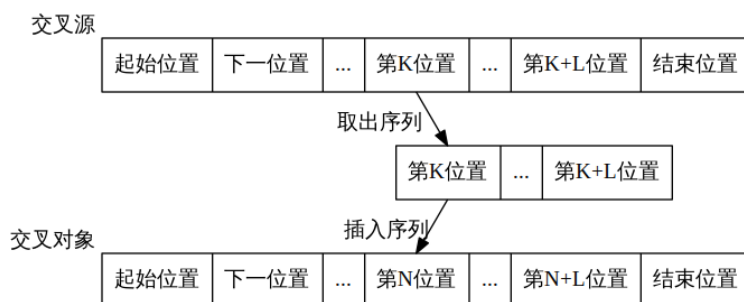 交叉源
起始位置 下一位置 ... 第K位置 ... 第K+L位置 结束位置
取出序列
第K位置 ... 第K+L位置
插入序列
交叉对象
起始位置 下一位置 ... 第N位置 ... 第N+L位置 结束位置